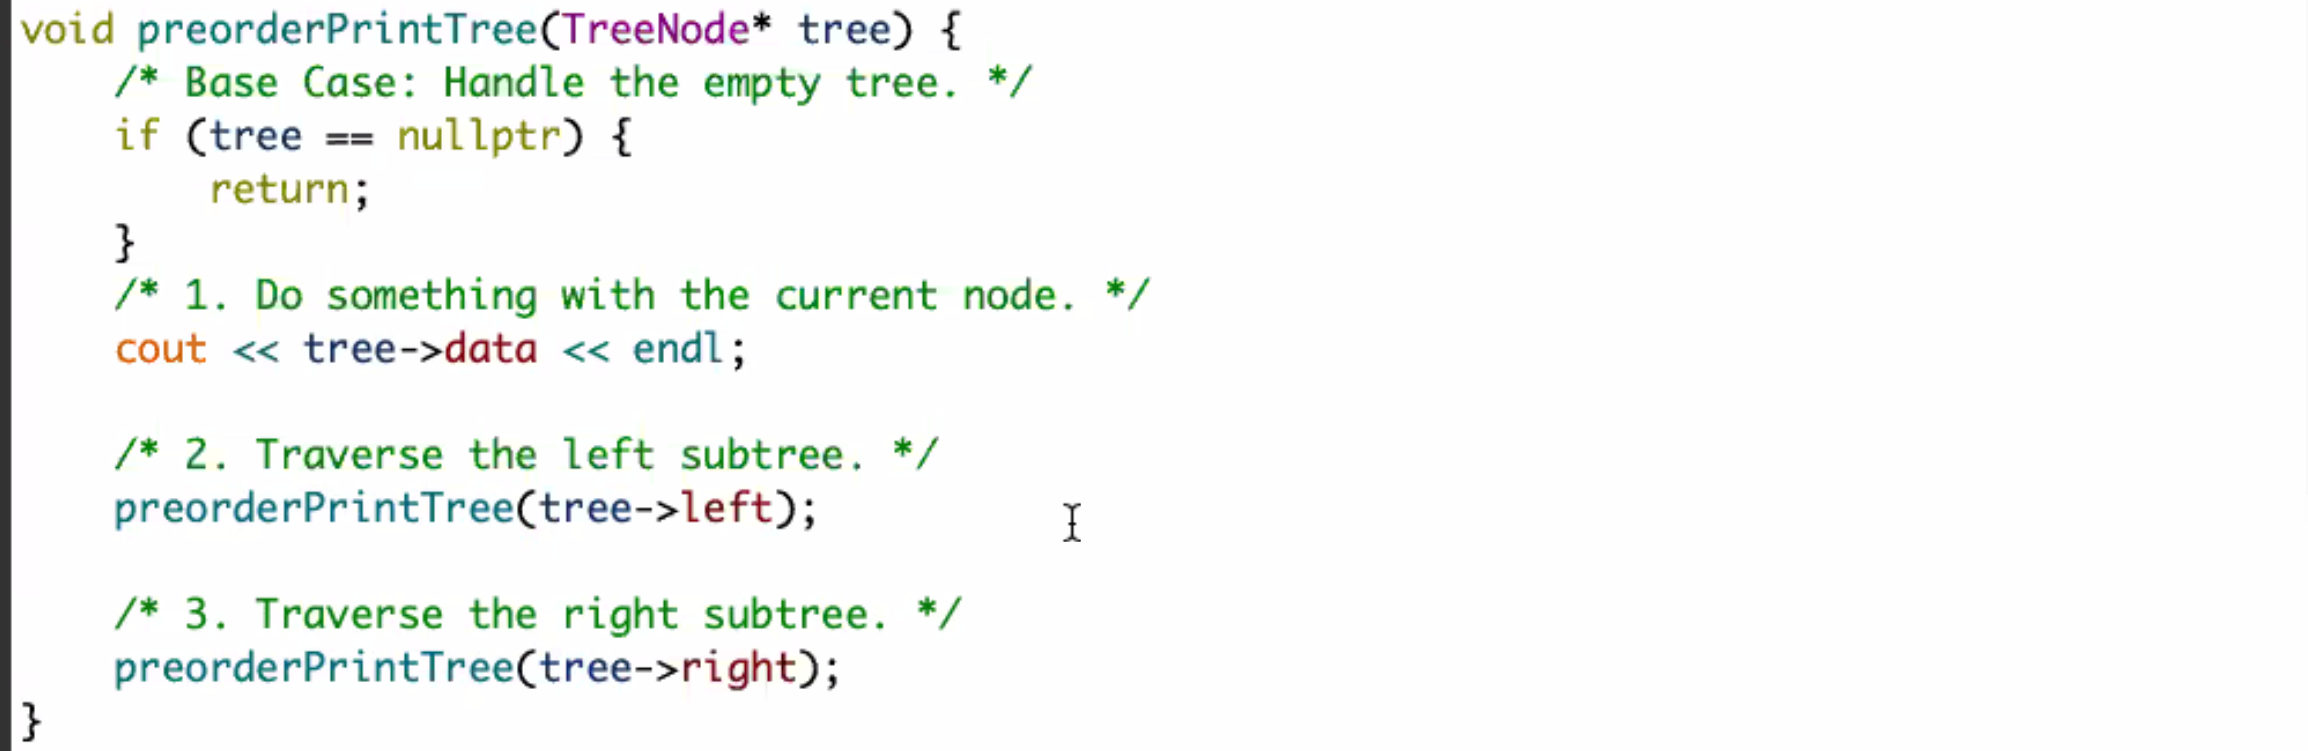 void preorderPrintTree(TreeNode* tree) {
    /* Base Case: Handle the empty tree. */
    if (tree == nullptr) {
        return;
    }
    /* 1. Do something with the current node. */
    cout << tree->data << endl;

    /* 2. Traverse the left subtree. */
    preorderPrintTree(tree->left);

    /* 3. Traverse the right subtree. */
    preorderPrintTree(tree->right);
}